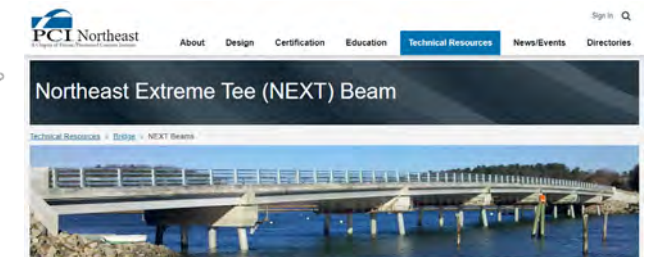 Sign In
PCI Northeast
A Chapter of Precast/Prestressed Concrete Institute
About Design Certification Education Technical Resources News/Events Directories
Northeast Extreme Tee (NEXT) Beam
Technical Resources > Bridge > NEXT Beams